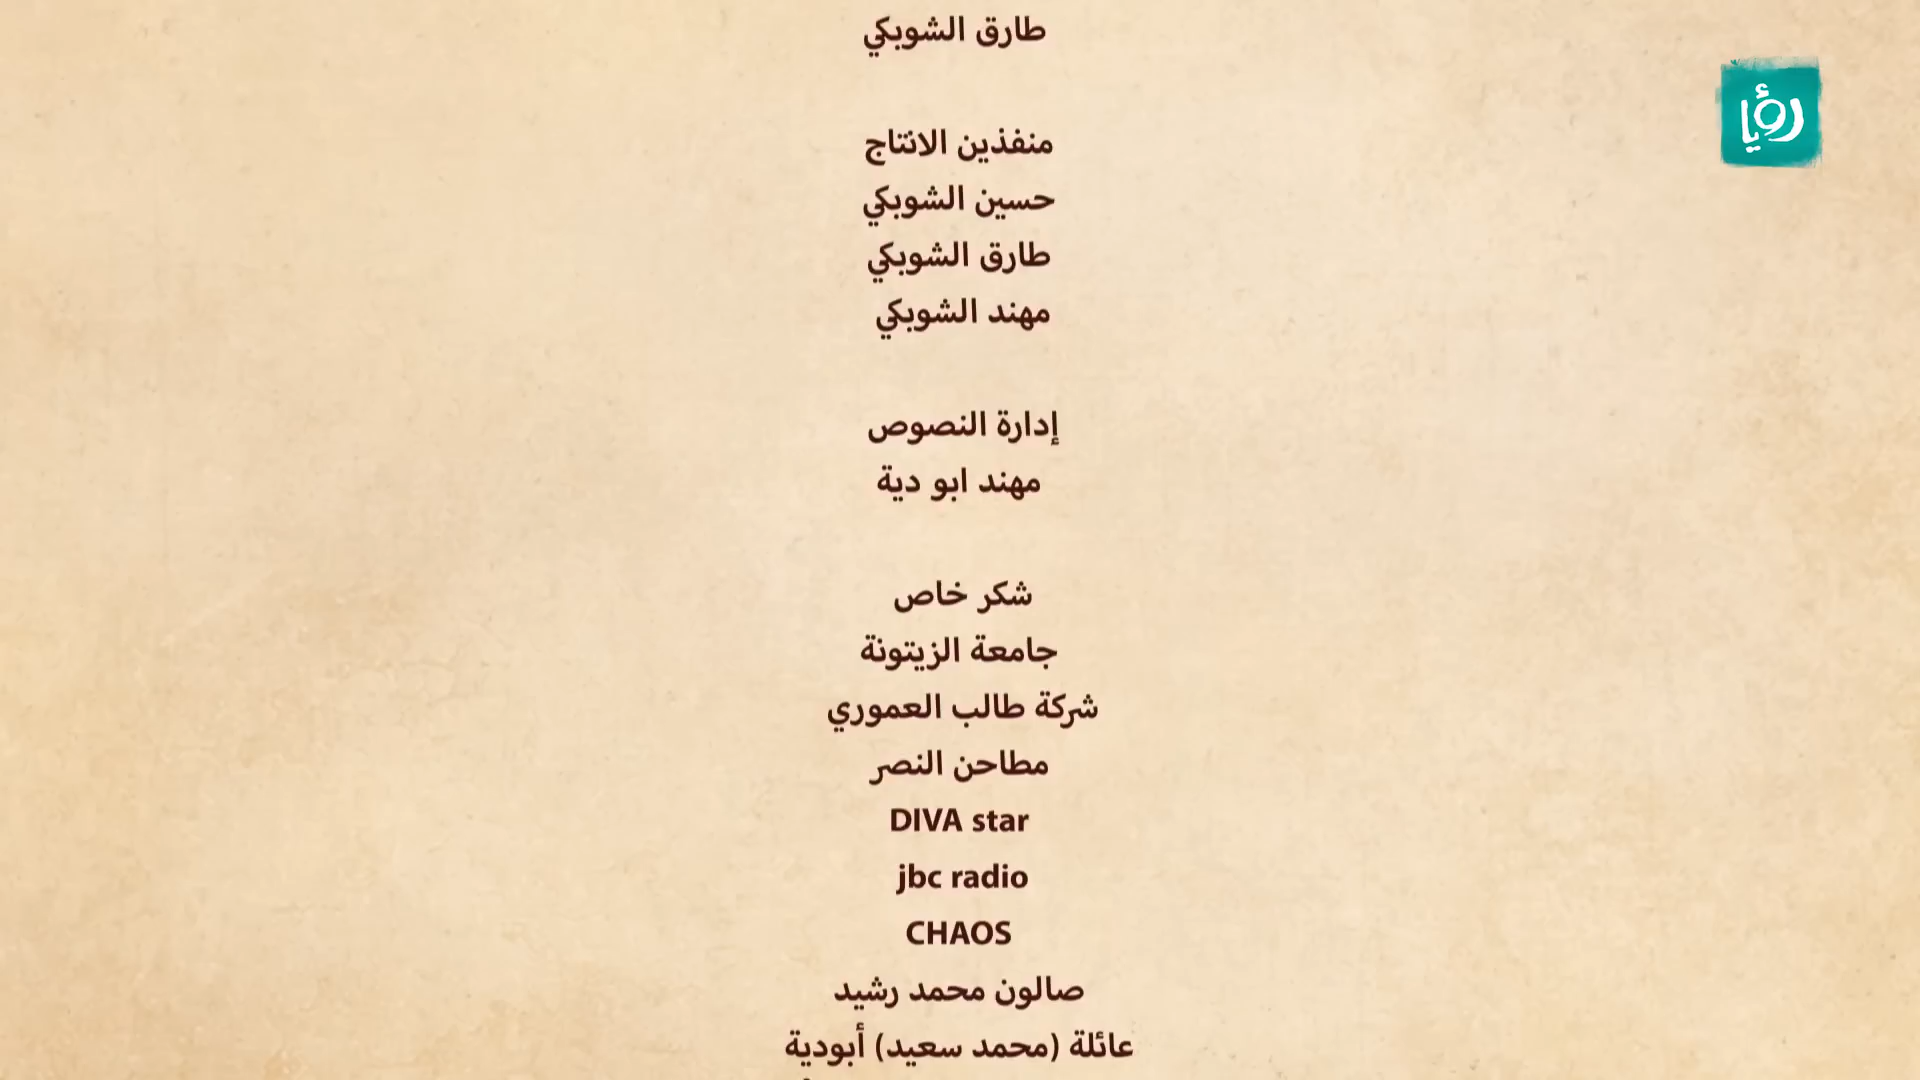 طارق الشوبكي
رؤيا
منفذين الانتاج
حسين الشوبكي
طارق الشوبكي
مهند الشوبكي
إدارة النصوص
مهند ابو دية
شكر خاص
جامعة الزيتونة
شركة طالب العموري
مطاحن النصر
DIVA star
jbc radio
CHAOS
صالون محمد رشيد
عائلة (محمد سعيد) أبودية